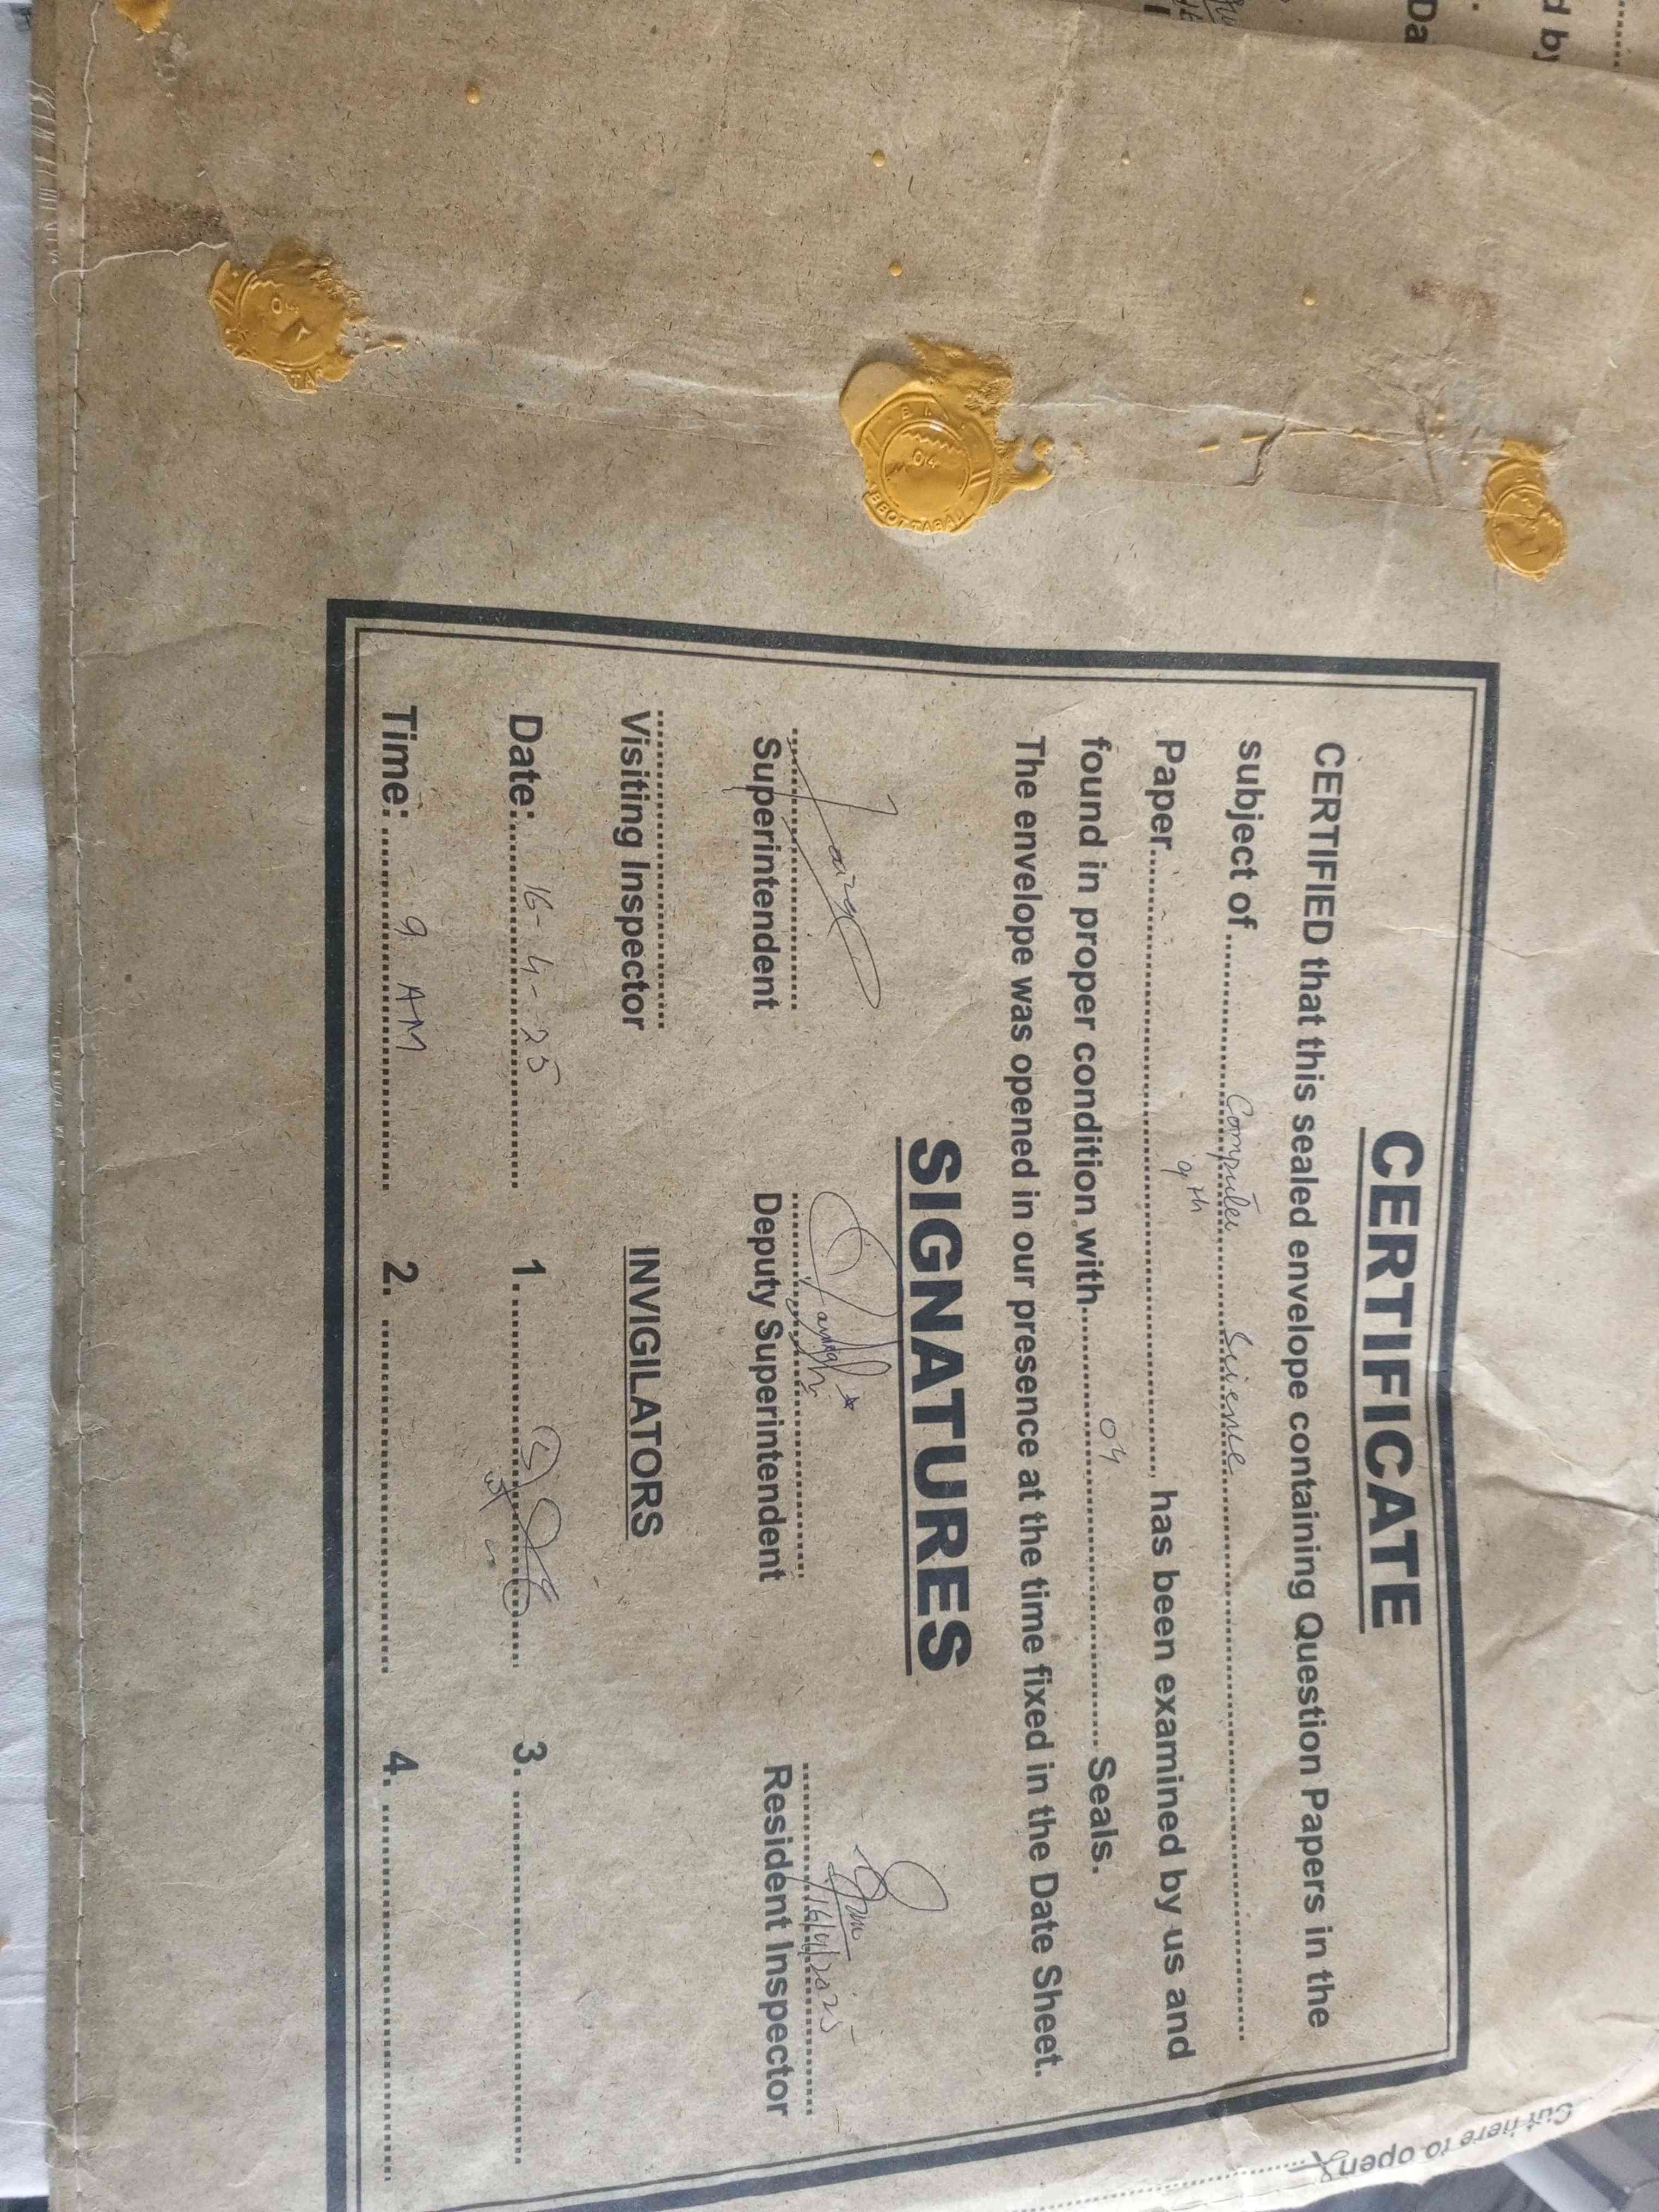 CERTIFICATE
CERTIFIED that this sealed envelope containing Question Papers in the
subject of Computer Science
Paper 9th has been examined by us and
found in proper condition with 04 Seals.
The envelope was opened in our presence at the time fixed in the Date Sheet.
SIGNATURES
Superintendent Deputy Superintendent Resident Inspector
16/4/2025
Visiting Inspector INVIGILATORS
Date: 16-4-25 1. 3.
Time: 9 AM 2. 4.
Cut here to open
04
04
d by
Da